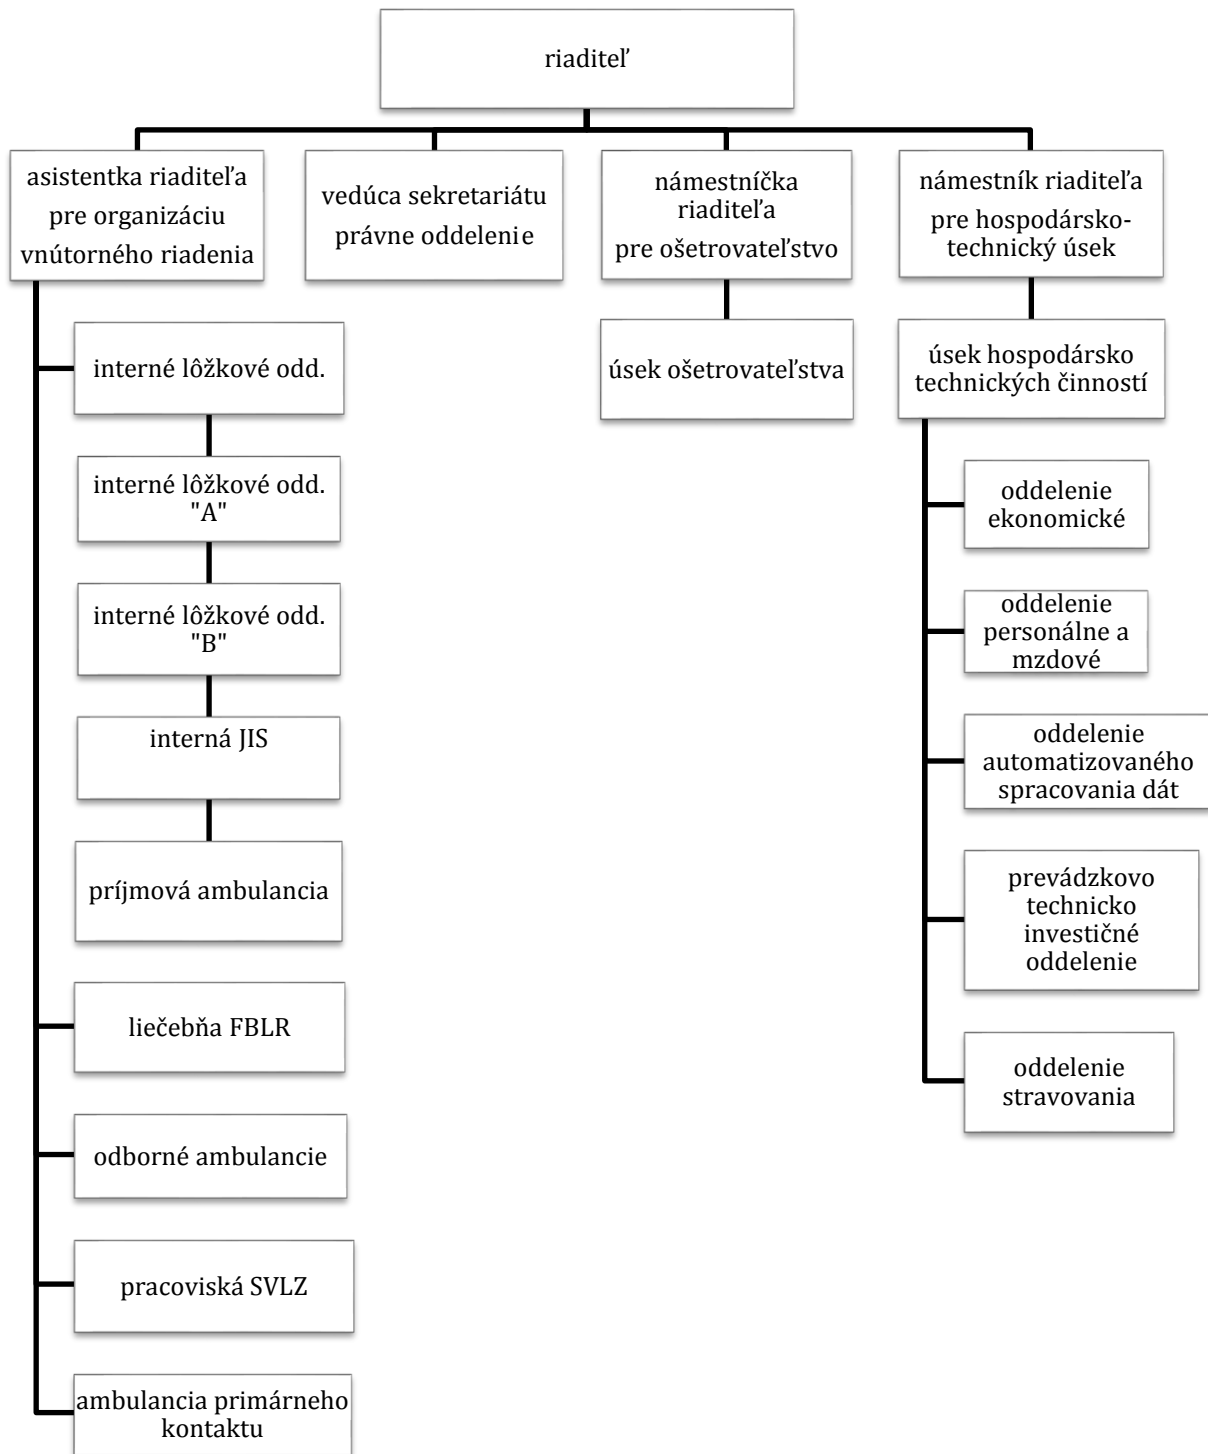 riaditeľ
asistentka riaditeľa
pre organizáciu
vnútorného riadenia
vedúca sekretariátu
právne oddelenie
námestníčka
riaditeľa
pre ošetrovateľstvo
námestník riaditeľa
pre hospodársko-
technický úsek
interné lôžkové odd.
interné lôžkové odd.
"A"
interné lôžkové odd.
"B"
interná JIS
príjmová ambulancia
liečebňa FBLR
odborné ambulancie
pracoviská SVLZ
ambulancia primárneho
kontaktu
úsek ošetrovateľstva
úsek hospodársko
technických činností
oddelenie
ekonomické
oddelenie
personálne a
mzdové
oddelenie
automatizovaného
spracovania dát
prevádzkovo
technicko
investičné
oddelenie
oddelenie
stravovania